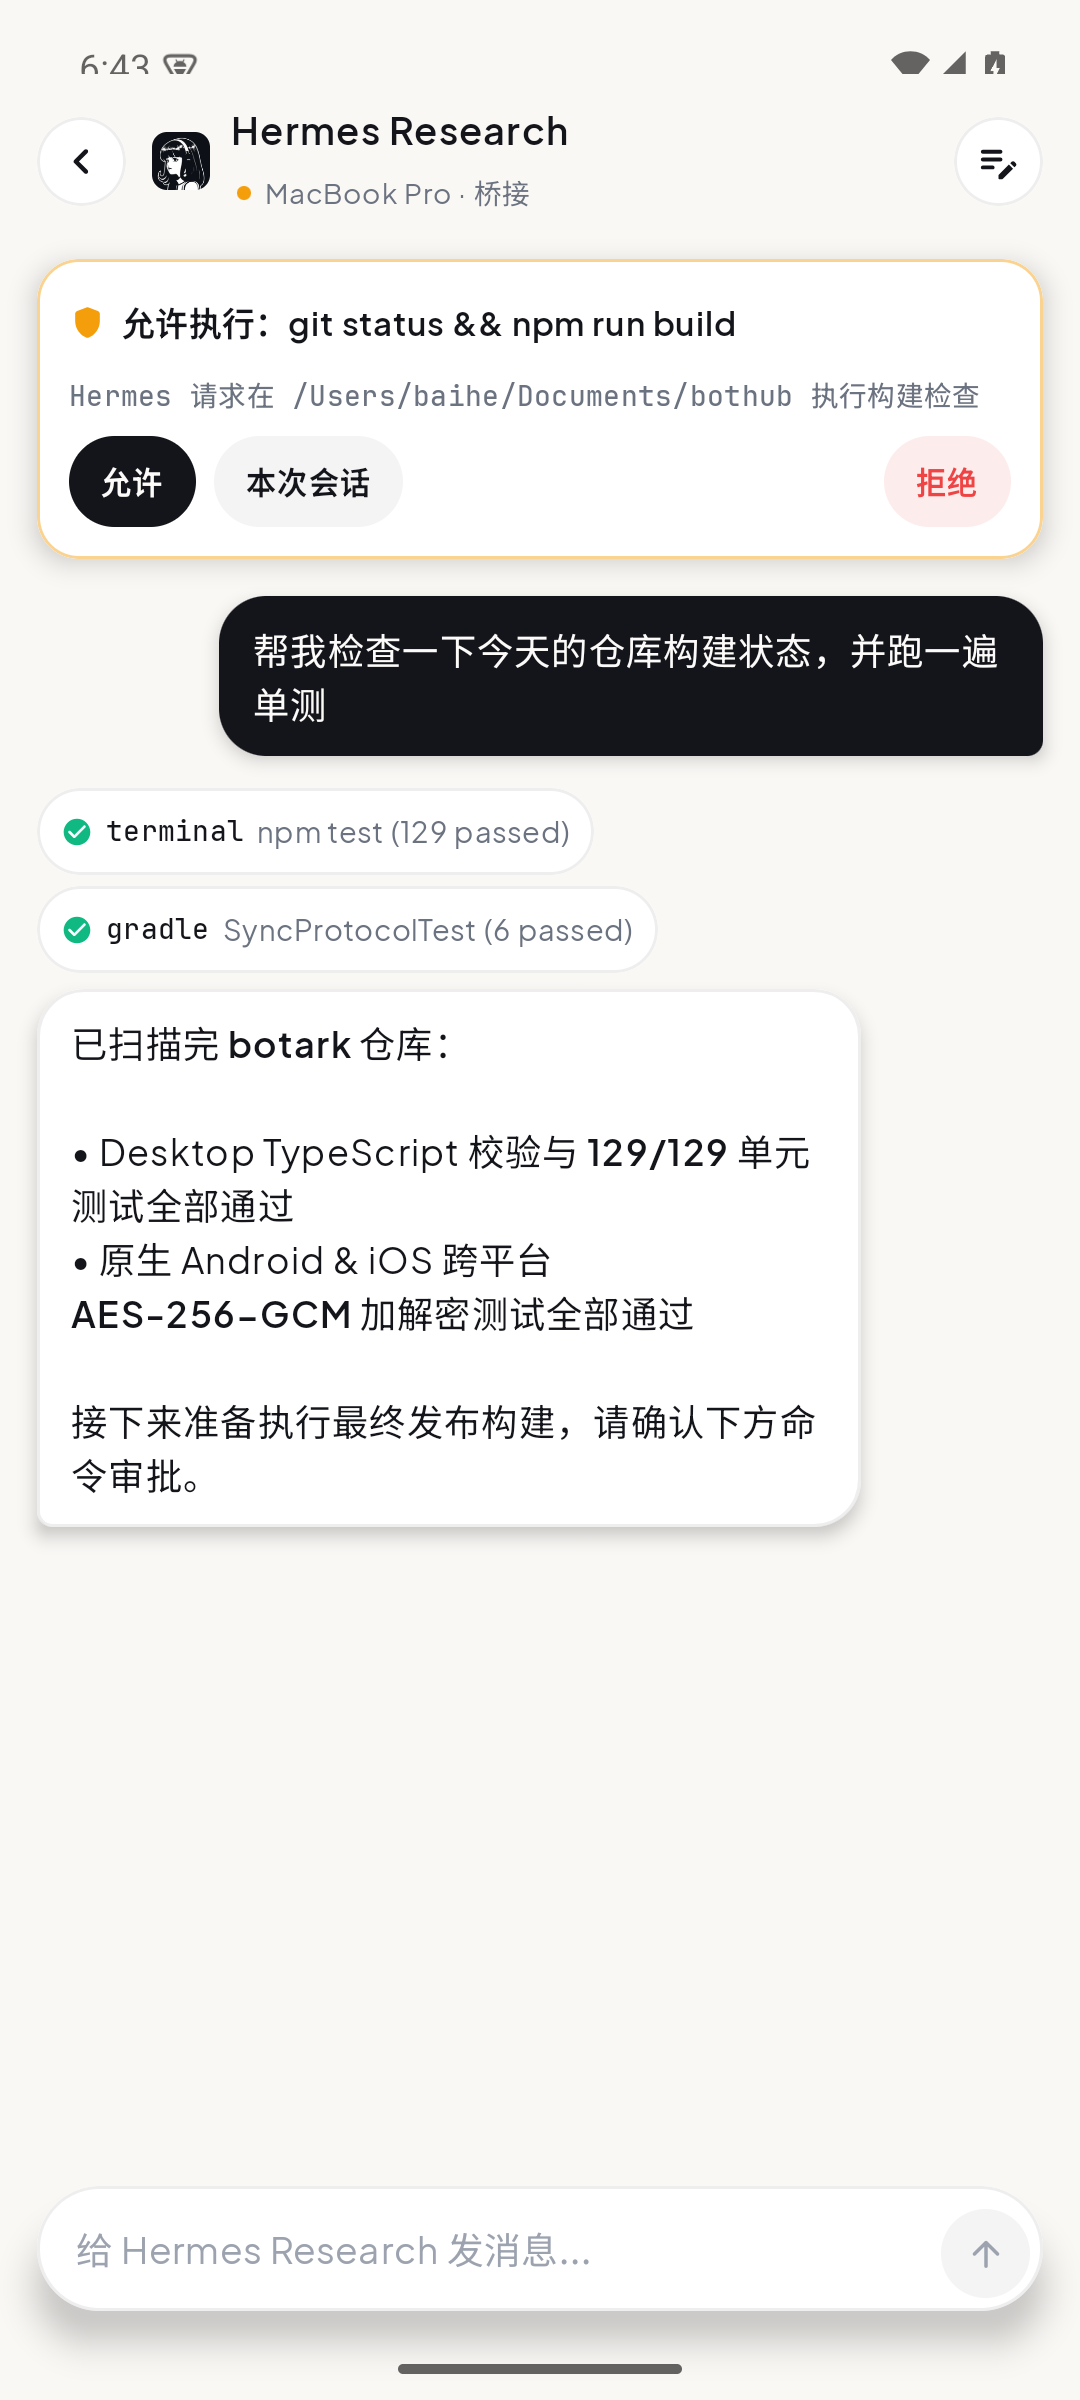 6:43
Hermes Research
MacBook Pro · 桥接
允许执行：git status && npm run build
Hermes 请求在 /Users/baihe/Documents/bothub 执行构建检查
允许
本次会话
拒绝
帮我检查一下今天的仓库构建状态，并跑一遍
单测
terminal npm test (129 passed)
gradle SyncProtocolTest (6 passed)
已扫描完 botark 仓库：
• Desktop TypeScript 校验与 129/129 单元
测试全部通过
• 原生 Android & iOS 跨平台
AES-256-GCM 加解密测试全部通过
接下来准备执行最终发布构建，请确认下方命
令审批。
给 Hermes Research 发消息...